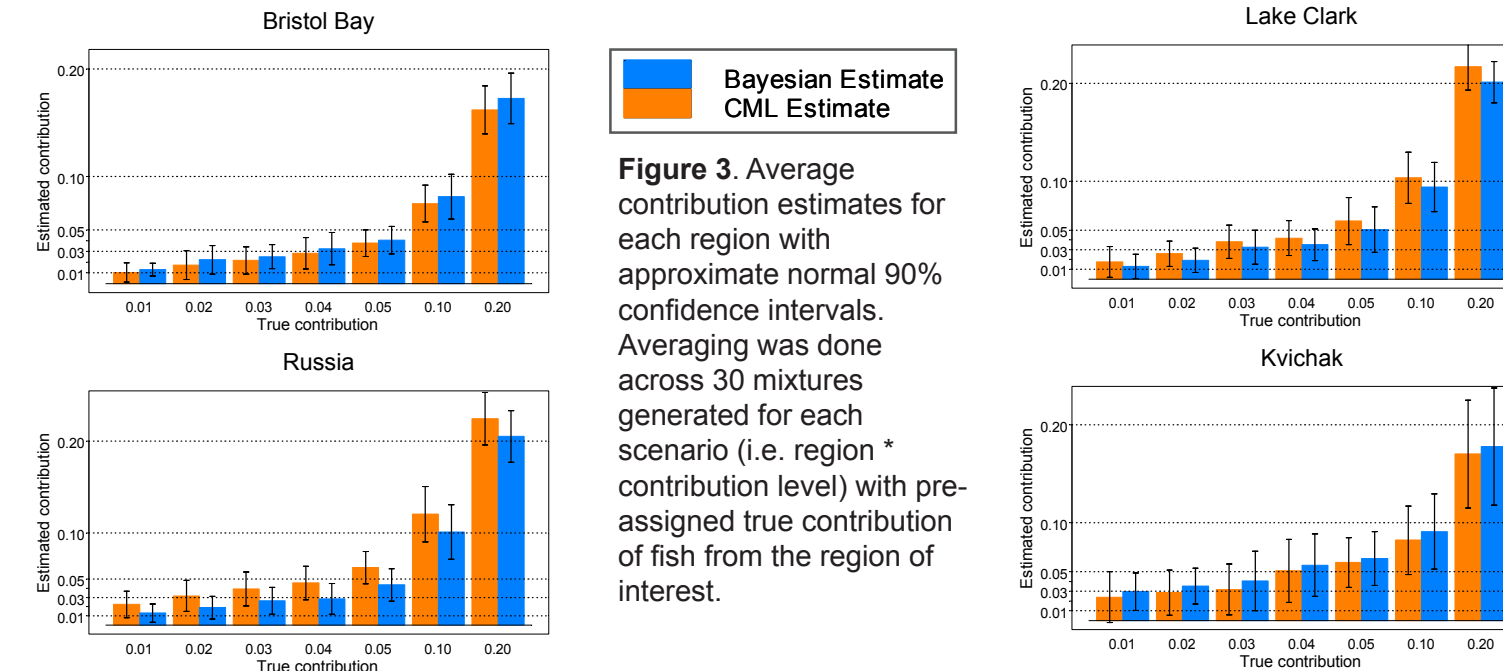 Bristol Bay
Estimated contribution
0.20
0.10
0.05
0.03
0.01
0.01 0.02 0.03 0.04 0.05 0.10 0.20
True contribution
Russia
Estimated contribution
0.20
0.10
0.05
0.03
0.01
0.01 0.02 0.03 0.04 0.05 0.10 0.20
True contribution
Bayesian Estimate
CML Estimate
Figure 3. Average
contribution estimates for
each region with
approximate normal 90%
confidence intervals.
Averaging was done
across 30 mixtures
generated for each
scenario (i.e. region *
contribution level) with pre-
assigned true contribution
of fish from the region of
interest.
Lake Clark
Estimated contribution
0.20
0.10
0.05
0.03
0.01
0.01 0.02 0.03 0.04 0.05 0.10 0.20
True contribution
Kvichak
Estimated contribution
0.20
0.10
0.05
0.03
0.01
0.01 0.02 0.03 0.04 0.05 0.10 0.20
True contribution